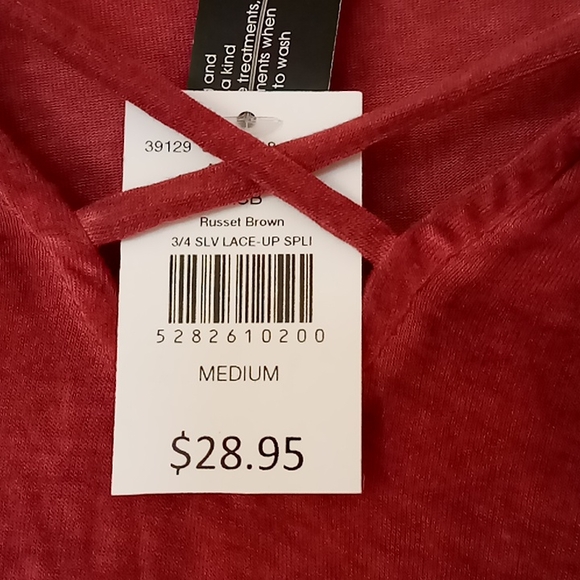 and
a kind
e treatments,
ments when
to wash
39129
Russet Brown
3/4 SLV LACE-UP SPLI
5282610200
MEDIUM
$28.95